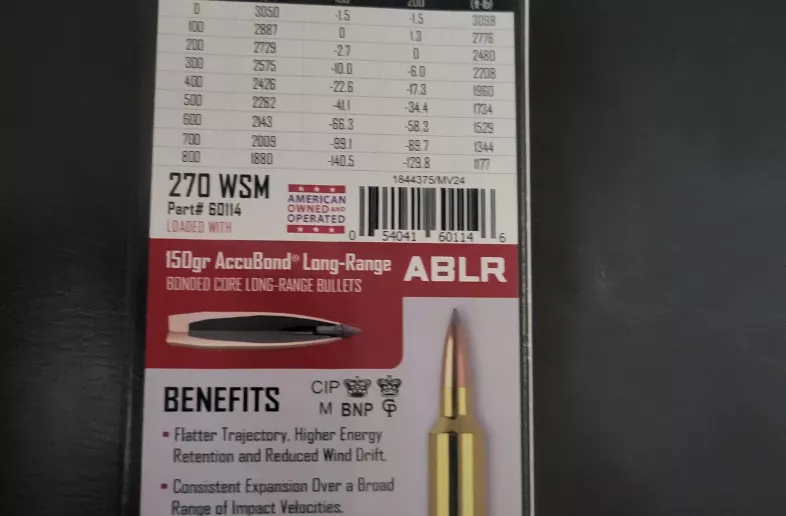 200 (ft-lb)
0 3050 -1.5 -1.5 3098
100 2887 0 1.3 2776
200 2729 -2.7 0 2480
300 2575 -10.0 -6.0 2208
400 2426 -22.6 -17.3 1960
500 2282 -41.1 -34.4 1734
600 2143 -66.3 -58.3 1529
700 2009 -99.1 -89.7 1344
800 1880 -140.5 -129.8 1177
270 WSM
Part# 60114
LOADED WITH
AMERICAN
OWNED AND
OPERATED
1844375/MV24
0 54041 60114 6
150gr AccuBond® Long-Range
BONDED CORE LONG-RANGE BULLETS
ABLR
BENEFITS
CIP
M BNP GP
▪ Flatter Trajectory, Higher Energy
Retention and Reduced Wind Drift.
▪ Consistent Expansion Over a Broad
Range of Impact Velocities.